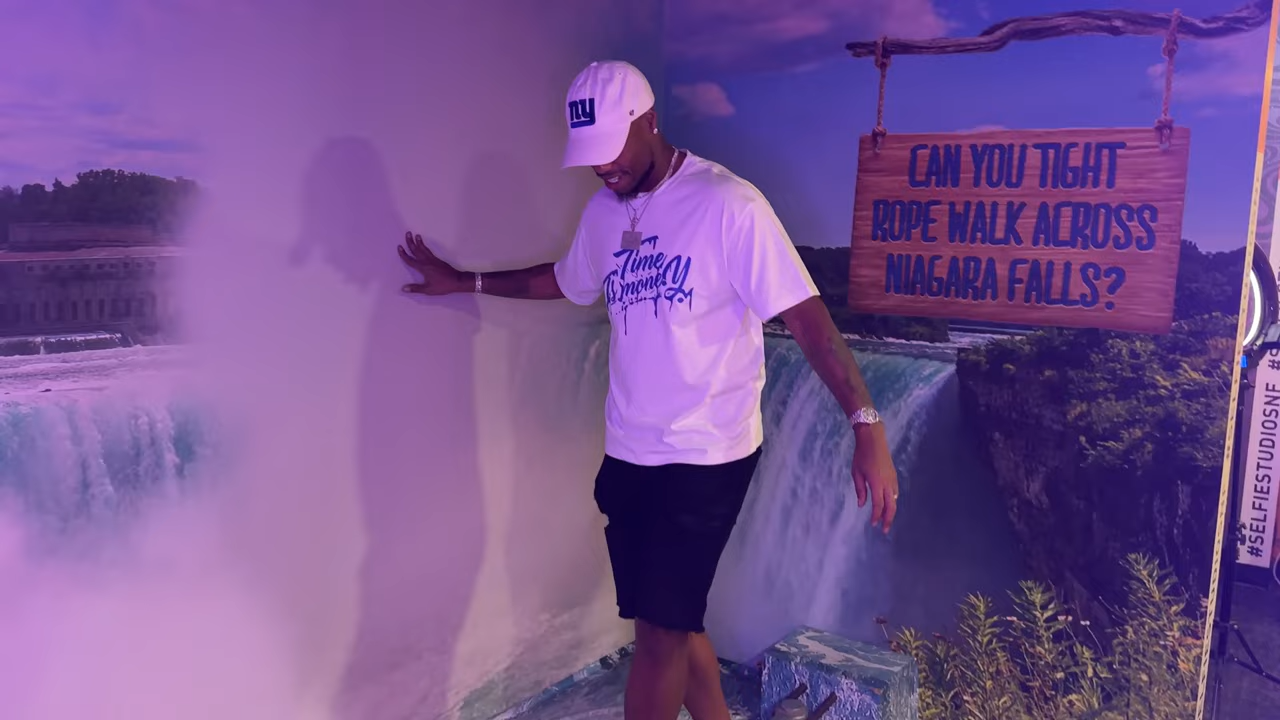 ny
Time
Is moneY
CAN YOU TIGHT
ROPE WALK ACROSS
NIAGARA FALLS?
#SELFIESTUDIOSNF